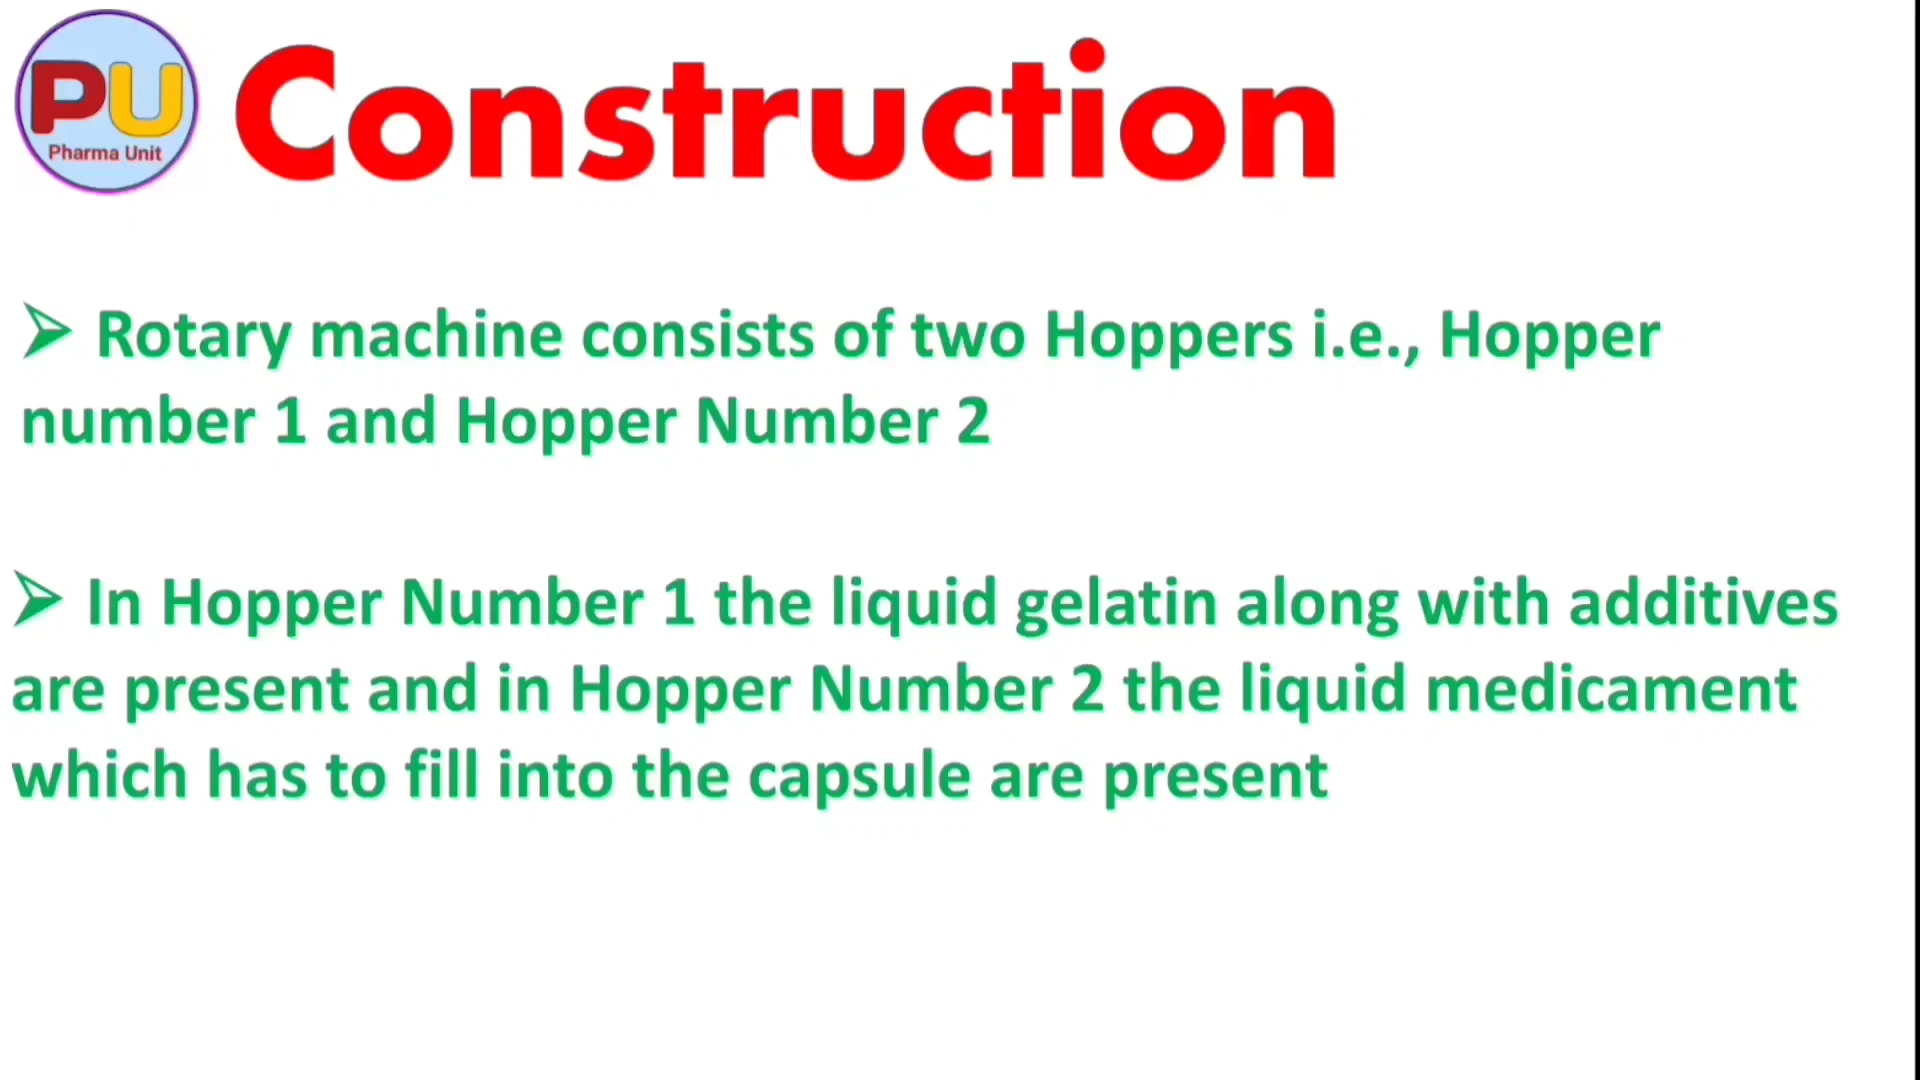 PU
Pharma Unit
Construction
➢ Rotary machine consists of two Hoppers i.e., Hopper
number 1 and Hopper Number 2
➢ In Hopper Number 1 the liquid gelatin along with additives
are present and in Hopper Number 2 the liquid medicament
which has to fill into the capsule are present